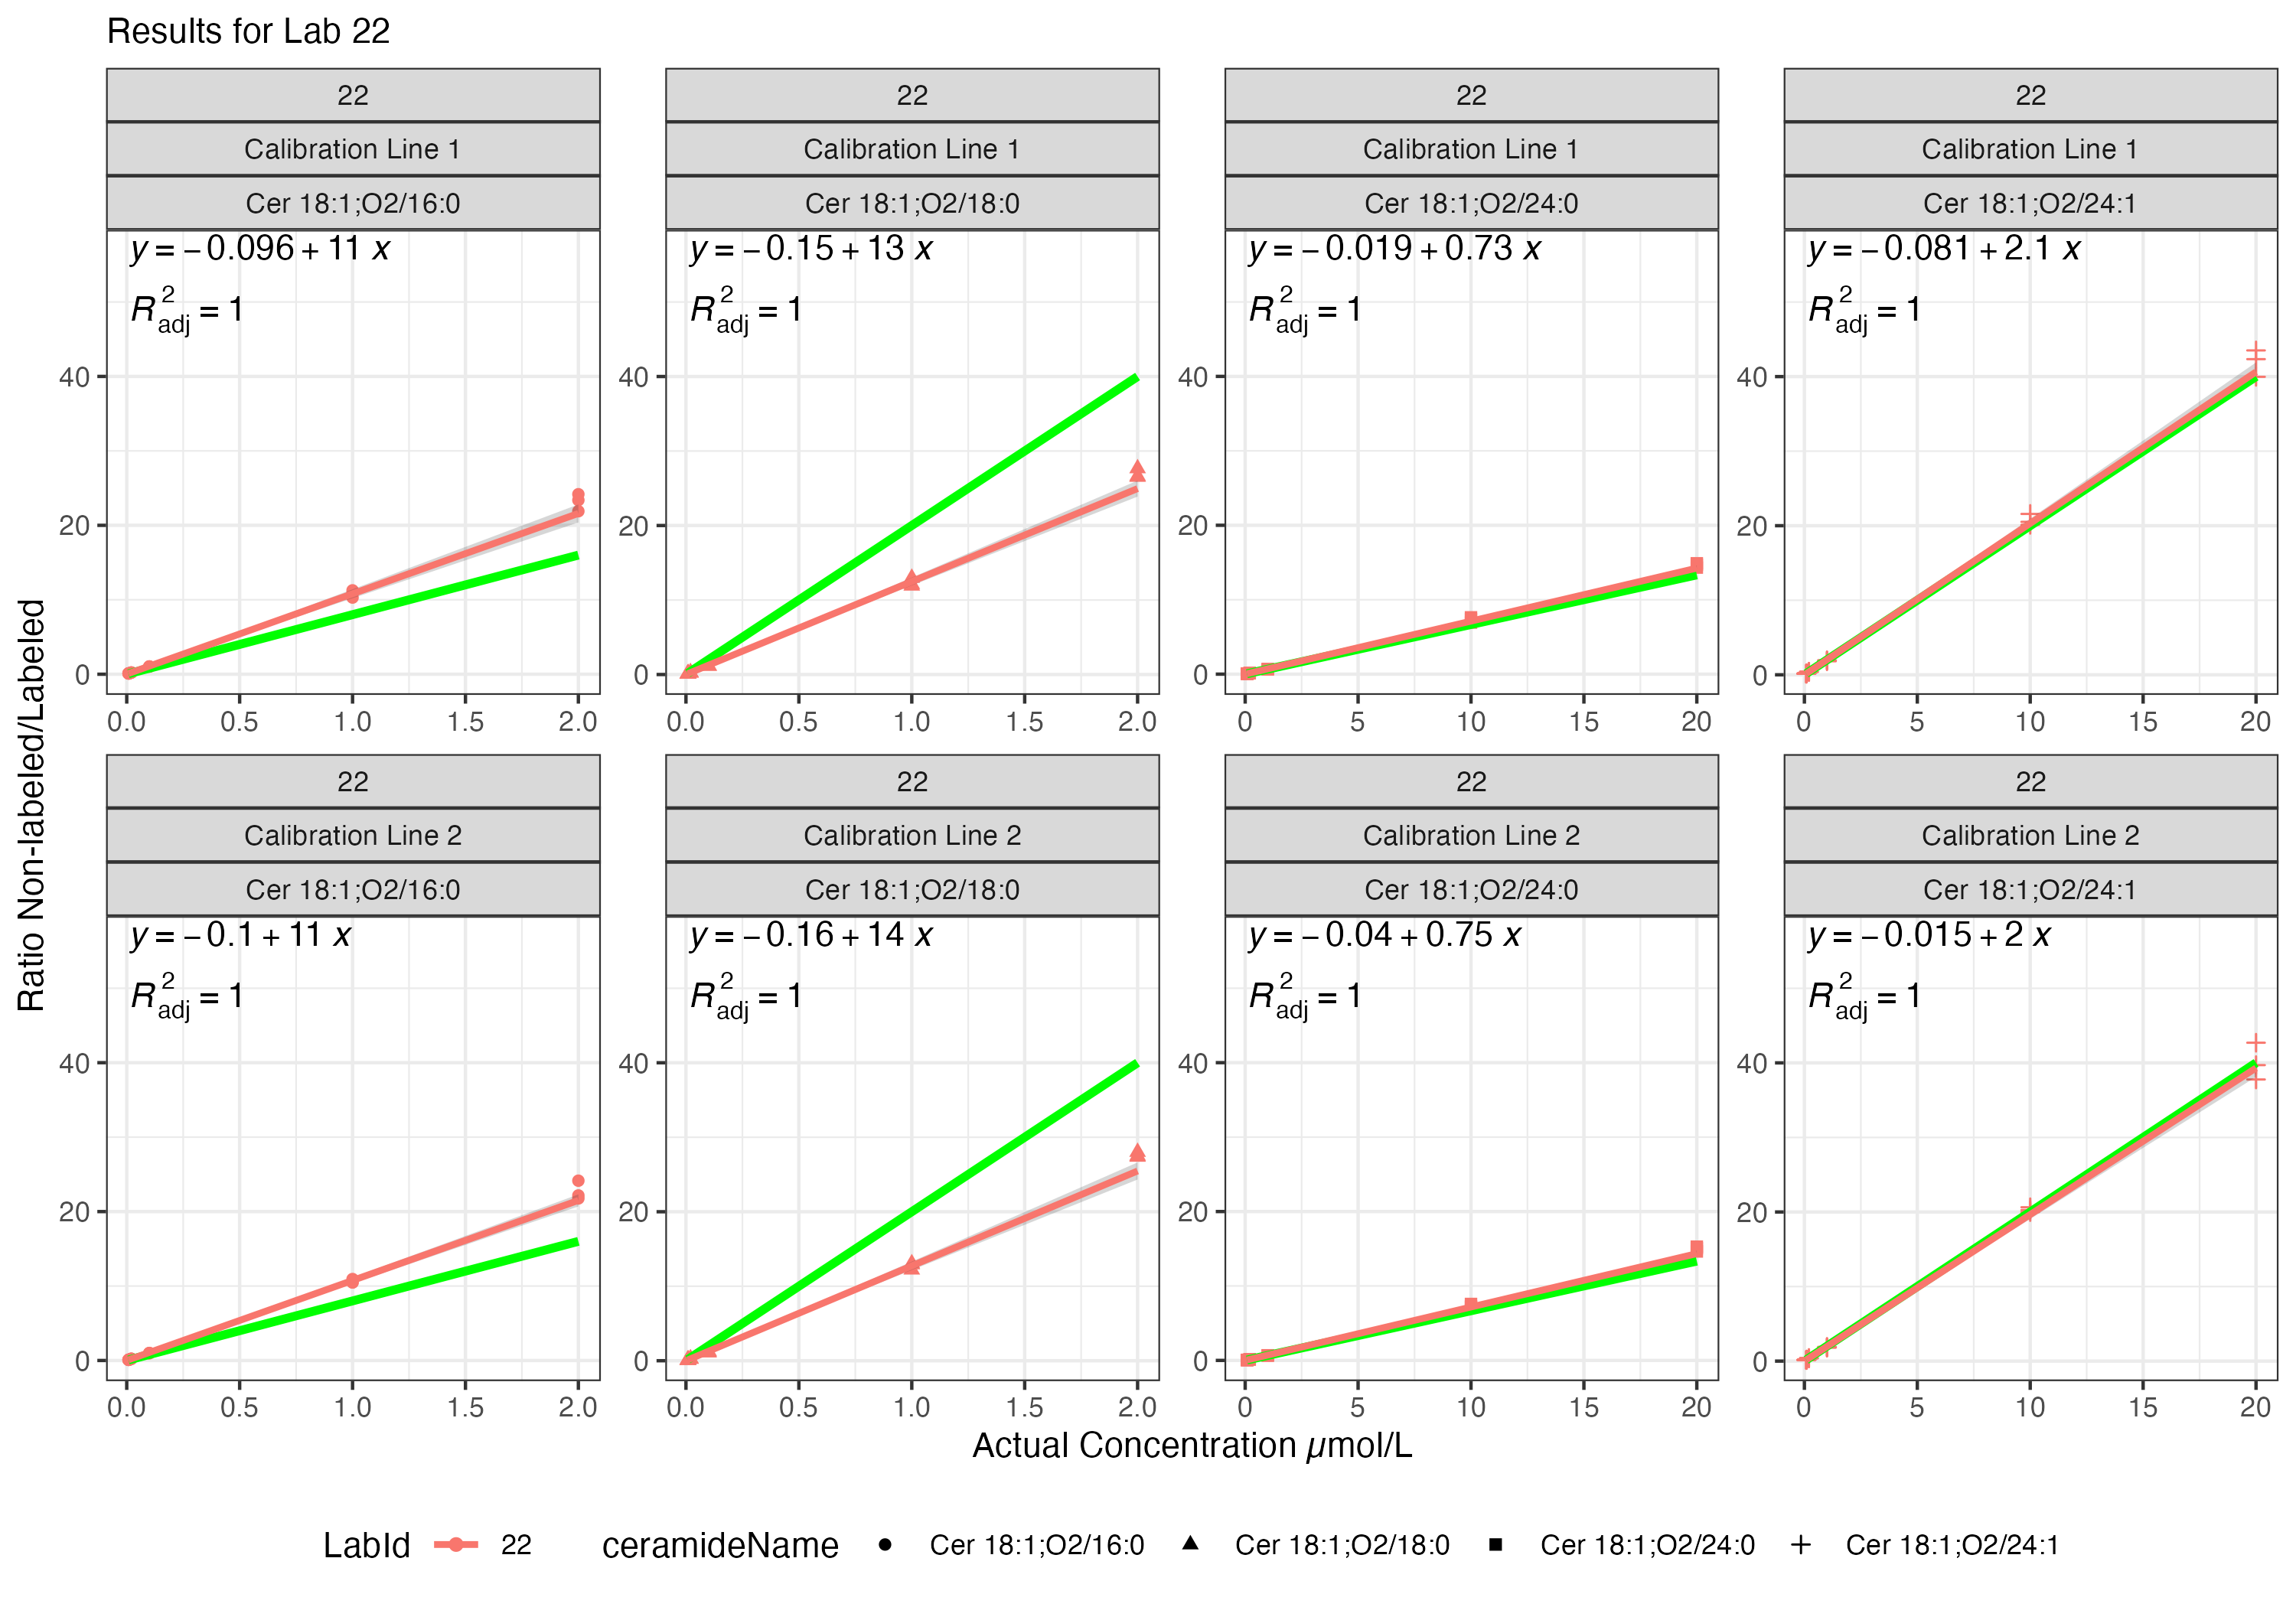 Results for Lab 22
22 22 22 22
Calibration Line 1 Calibration Line 1 Calibration Line 1 Calibration Line 1
Cer 18:1;O2/16:0 Cer 18:1;O2/18:0 Cer 18:1;O2/24:0 Cer 18:1;O2/24:1
y = −0.096 + 11 x y = −0.15 + 13 x y = −0.019 + 0.73 x y = −0.081 + 2.1 x
R²adj = 1 R²adj = 1 R²adj = 1 R²adj = 1
40 40 40 40
20 20 20 20
0 0 0 0
0.0 0.5 1.0 1.5 2.0 0.0 0.5 1.0 1.5 2.0 0 5 10 15 20 0 5 10 15 20
22 22 22 22
Calibration Line 2 Calibration Line 2 Calibration Line 2 Calibration Line 2
Cer 18:1;O2/16:0 Cer 18:1;O2/18:0 Cer 18:1;O2/24:0 Cer 18:1;O2/24:1
y = −0.1 + 11 x y = −0.16 + 14 x y = −0.04 + 0.75 x y = −0.015 + 2 x
R²adj = 1 R²adj = 1 R²adj = 1 R²adj = 1
40 40 40 40
20 20 20 20
0 0 0 0
0.0 0.5 1.0 1.5 2.0 0.0 0.5 1.0 1.5 2.0 0 5 10 15 20 0 5 10 15 20
Ratio Non-labeled/Labeled
Actual Concentration µmol/L
LabId 22 ceramideName Cer 18:1;O2/16:0 Cer 18:1;O2/18:0 Cer 18:1;O2/24:0 Cer 18:1;O2/24:1